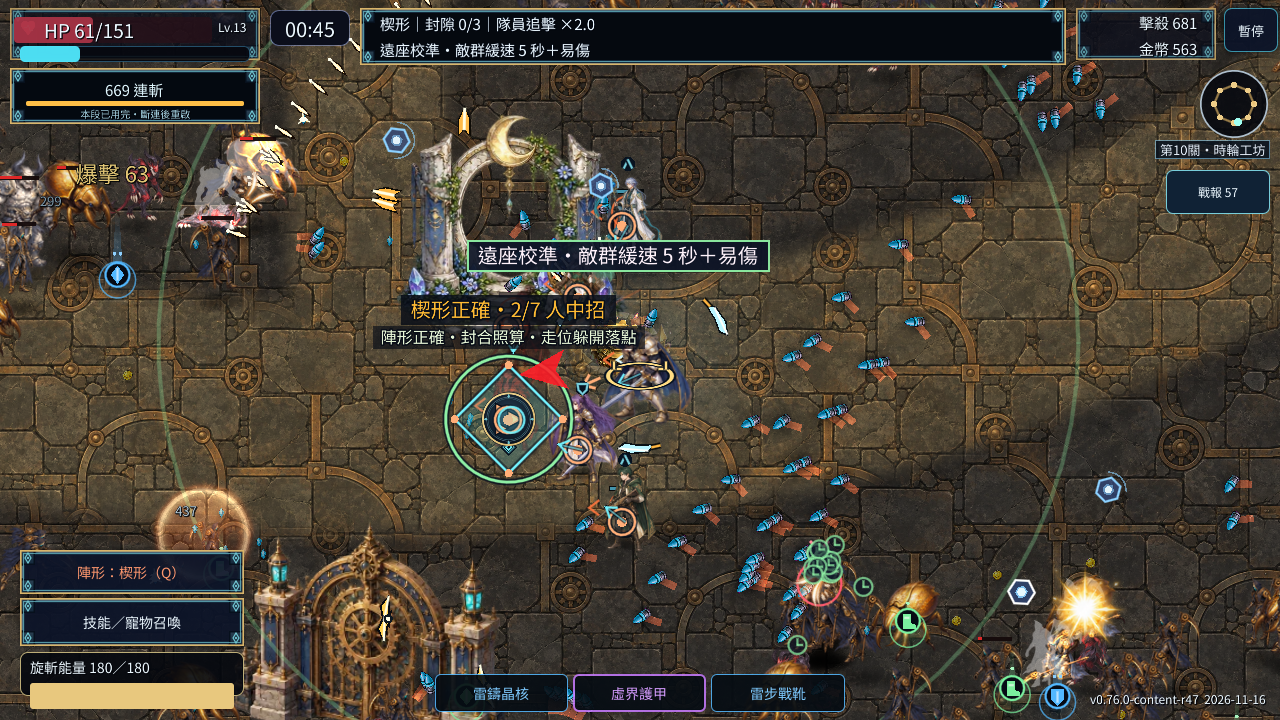 HP 61/151
Lv.13
00:45
楔形｜封隙 0/3｜隊員追擊 ×2.0
遠座校準・敵群緩速 5 秒＋易傷
擊殺 681
金幣 563
暫停
669 連斬
本段已用完・斷連後重啟
第10關・時輪工坊
戰報 57
爆擊 63
299
遠座校準・敵群緩速 5 秒＋易傷
楔形正確・2/7 人中招
陣形正確・封合照算・走位躲開落點
437
陣形：楔形（Q）
技能／寵物召喚
旋斬能量 180／180
雷鑄晶核
虛界護甲
雷步戰靴
v0.76.0-content-r47 2026-11-16